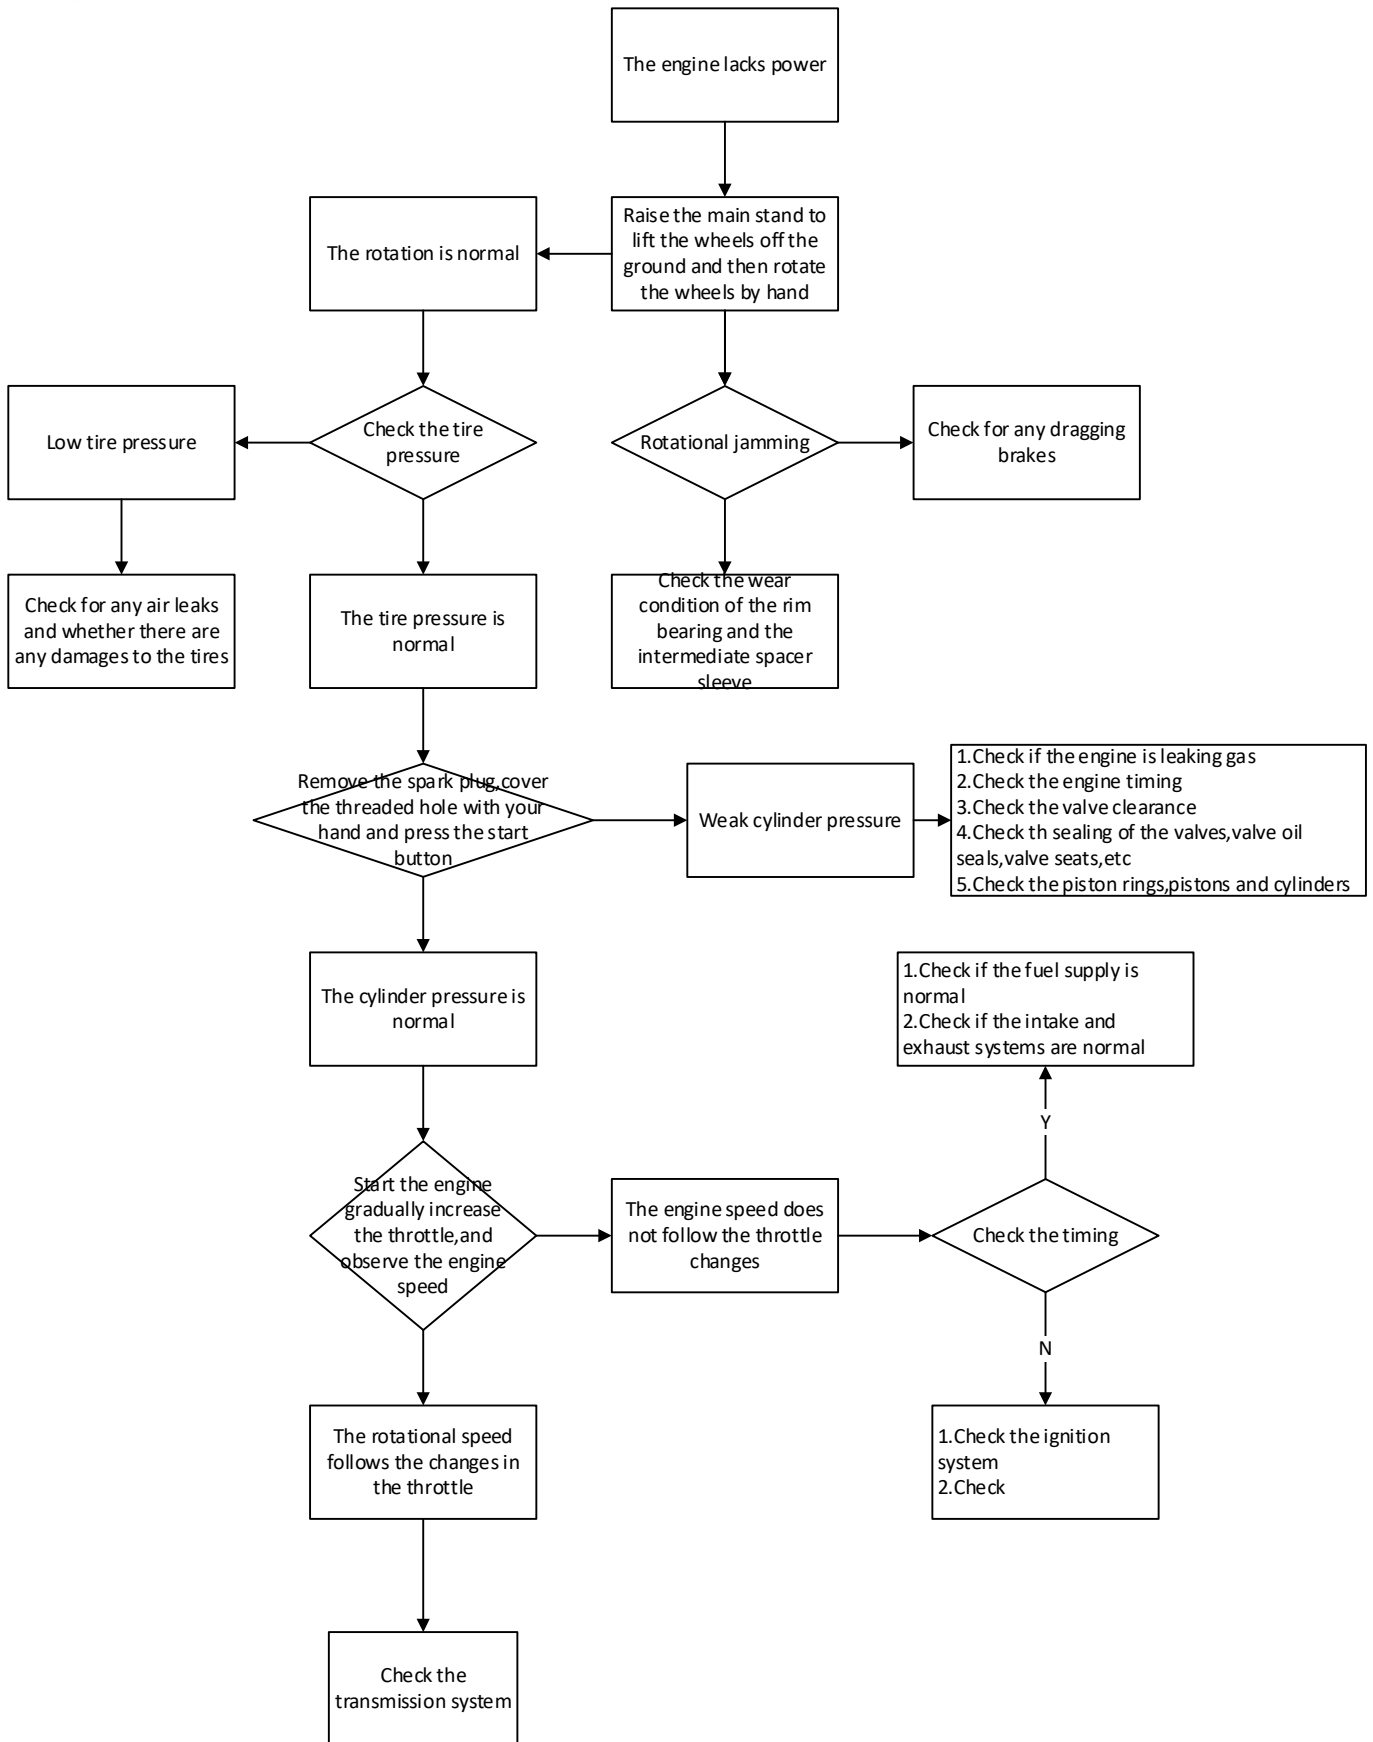 The engine lacks power
The rotation is normal
Raise the main stand to
lift the wheels off the
ground and then rotate
the wheels by hand
Low tire pressure
Check the tire
pressure
Rotational jamming
Check for any dragging
brakes
Check for any air leaks
and whether there are
any damages to the tires
The tire pressure is
normal
Check the wear
condition of the rim
bearing and the
intermediate spacer
sleeve
Remove the spark plug,cover
the threaded hole with your
hand and press the start
button
Weak cylinder pressure
1.Check if the engine is leaking gas
2.Check the engine timing
3.Check the valve clearance
4.Check th sealing of the valves,valve oil
seals,valve seats,etc
5.Check the piston rings,pistons and cylinders
The cylinder pressure is
normal
1.Check if the fuel supply is
normal
2.Check if the intake and
exhaust systems are normal
Y
Start the engine
gradually increase
the throttle,and
observe the engine
speed
The engine speed does
not follow the throttle
changes
Check the timing
N
The rotational speed
follows the changes in
the throttle
1.Check the ignition
system
2.Check
Check the
transmission system